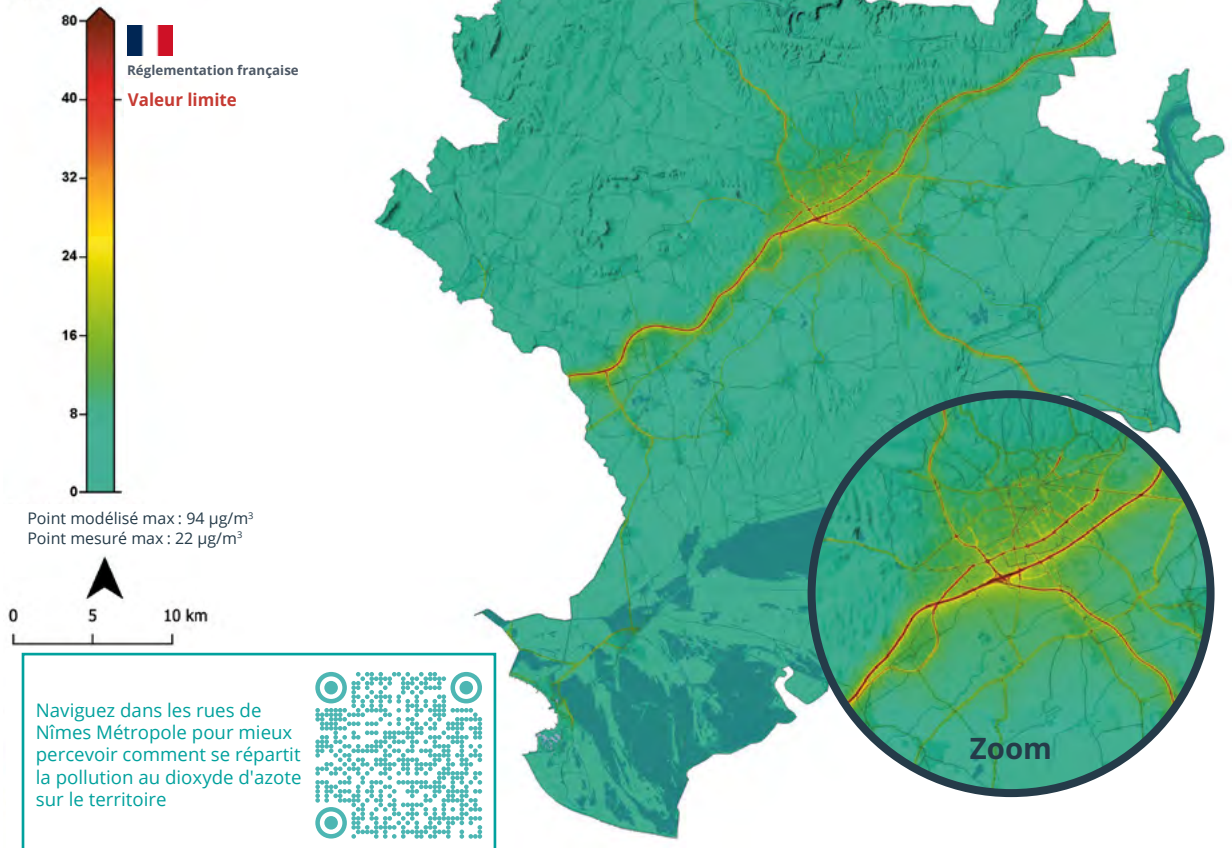 80
Réglementation française
40
Valeur limite
32
24
16
8
0
Point modélisé max : 94 µg/m³
Point mesuré max : 22 µg/m³
0 5 10 km
Naviguez dans les rues de
Nîmes Métropole pour mieux
percevoir comment se répartit
la pollution au dioxyde d'azote
sur le territoire
Zoom